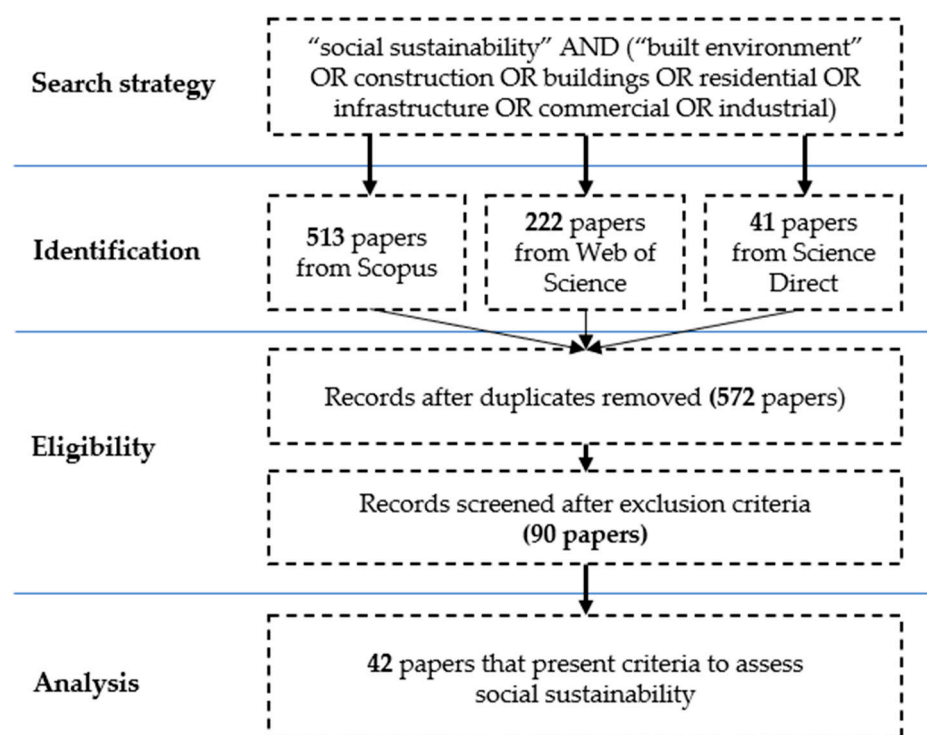 Search strategy
“social sustainability” AND (“built environment”
OR construction OR buildings OR residential OR
infrastructure OR commercial OR industrial)
Identification
513 papers
from Scopus
222 papers
from Web of
Science
41 papers
from Science
Direct
Eligibility
Records after duplicates removed (572 papers)
Records screened after exclusion criteria
(90 papers)
Analysis
42 papers that present criteria to assess
social sustainability